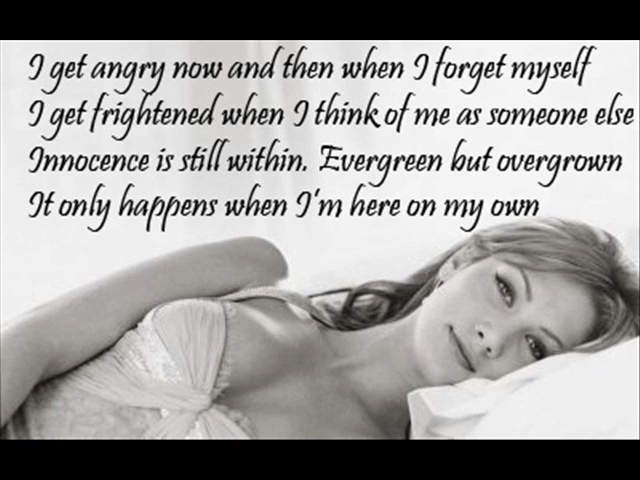 I get angry now and then when I forget myself
I get frightened when I think of me as someone else
Innocence is still within. Evergreen but overgrown
It only happens when I'm here on my own